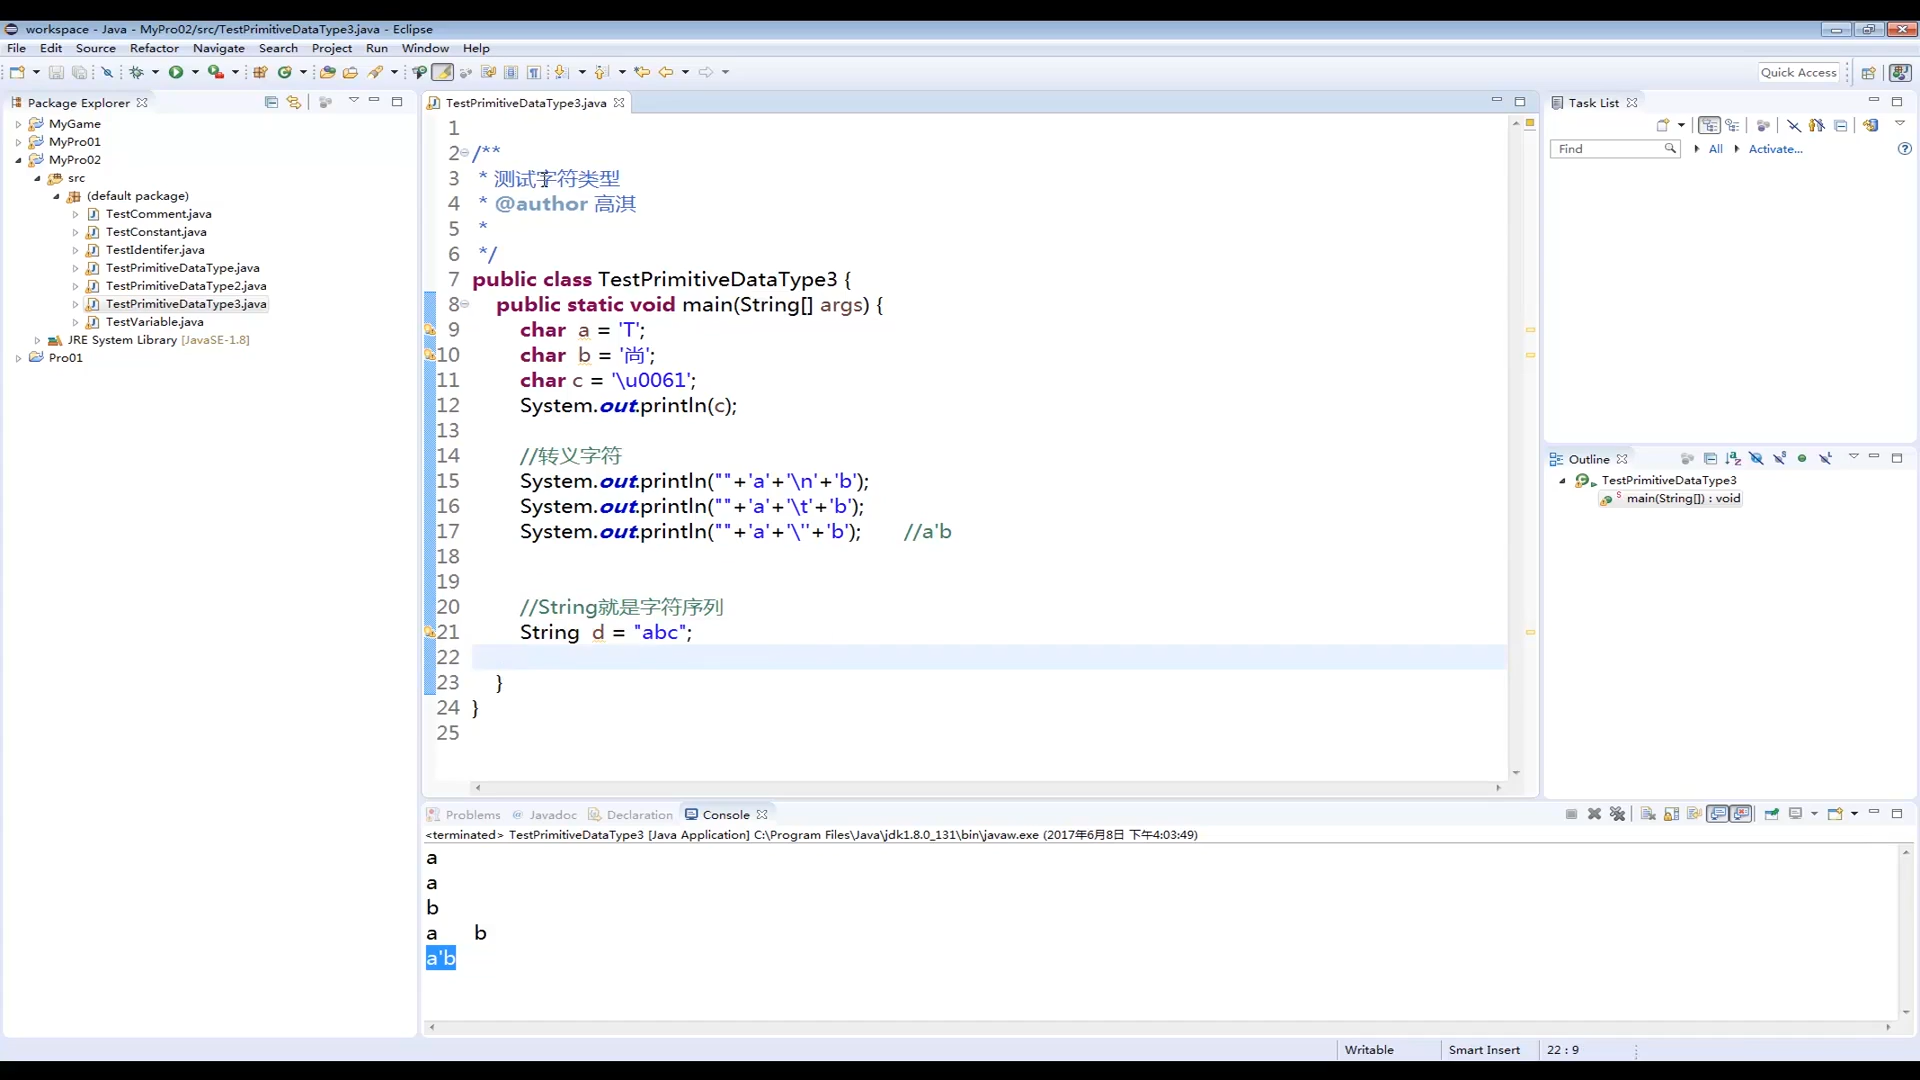 workspace - Java - MyPro02/src/TestPrimitiveDataType3.java - Eclipse
File Edit Source Refactor Navigate Search Project Run Window Help
Quick Access
Package Explorer
MyGame
MyPro01
MyPro02
src
(default package)
TestComment.java
TestConstant.java
TestIdentifer.java
TestPrimitiveDataType.java
TestPrimitiveDataType2.java
TestPrimitiveDataType3.java
TestVariable.java
JRE System Library [JavaSE-1.8]
Pro01
TestPrimitiveDataType3.java
1
2 /**
3 * 测试字符类型
4 * @author 高淇
5 *
6 */
7 public class TestPrimitiveDataType3 {
8 public static void main(String[] args) {
9 char a = 'T';
10 char b = '尚';
11 char c = '\u0061';
12 System.out.println(c);
13
14 //转义字符
15 System.out.println(""+'a'+'\n'+'b');
16 System.out.println(""+'a'+'\t'+'b');
17 System.out.println(""+'a'+'\''+'b'); //a'b
18
19
20 //String就是字符序列
21 String d = "abc";
22
23 }
24 }
25
Task List
Find All Activate...
Outline
TestPrimitiveDataType3
main(String[]) : void
Problems Javadoc Declaration Console
<terminated> TestPrimitiveDataType3 [Java Application] C:\Program Files\Java\jdk1.8.0_131\bin\javaw.exe (2017年6月8日 下午4:03:49)
a
a
b
a b
a'b
Writable Smart Insert 22 : 9